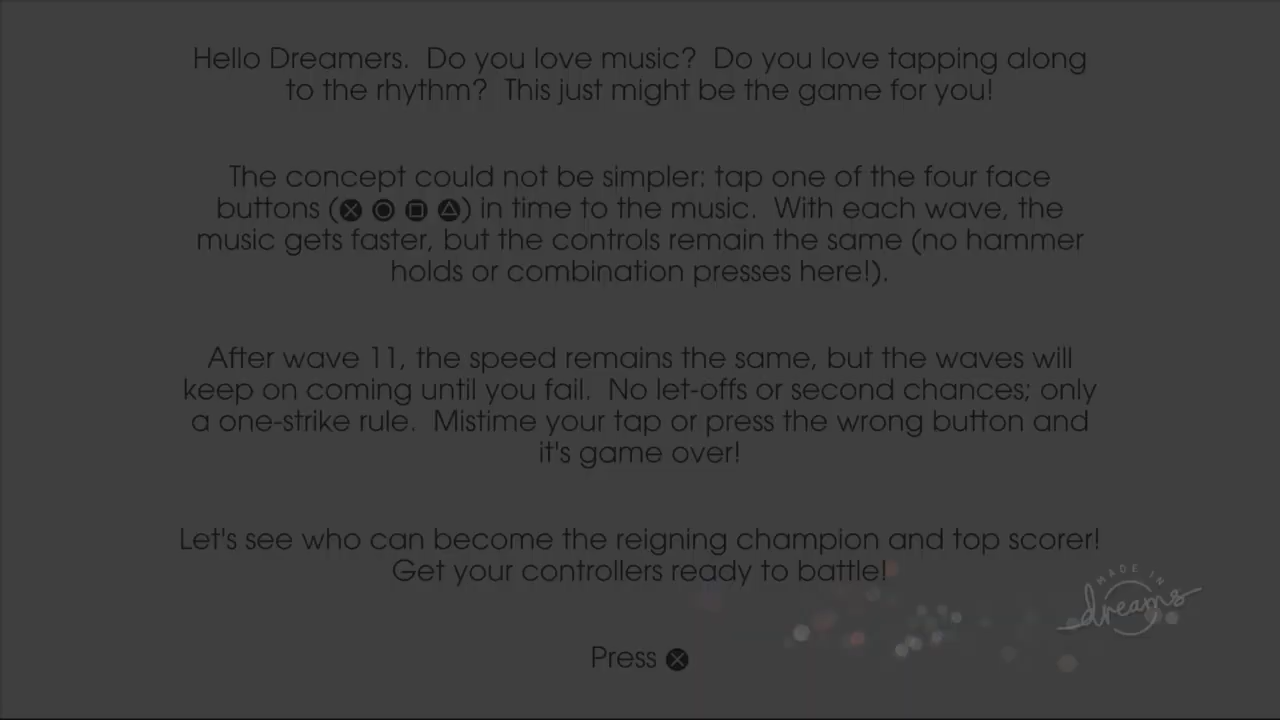 Hello Dreamers.  Do you love music?  Do you love tapping along
to the rhythm?  This just might be the game for you!
The concept could not be simpler: tap one of the four face
buttons (ⓧ ◯ □ △) in time to the music.  With each wave, the
music gets faster, but the controls remain the same (no hammer
holds or combination presses here!).
After wave 11, the speed remains the same, but the waves will
keep on coming until you fail.  No let-offs or second chances; only
a one-strike rule.  Mistime your tap or press the wrong button and
it's game over!
Let's see who can become the reigning champion and top scorer!
Get your controllers ready to battle!
MADE IN
dreams
Press ⓧ